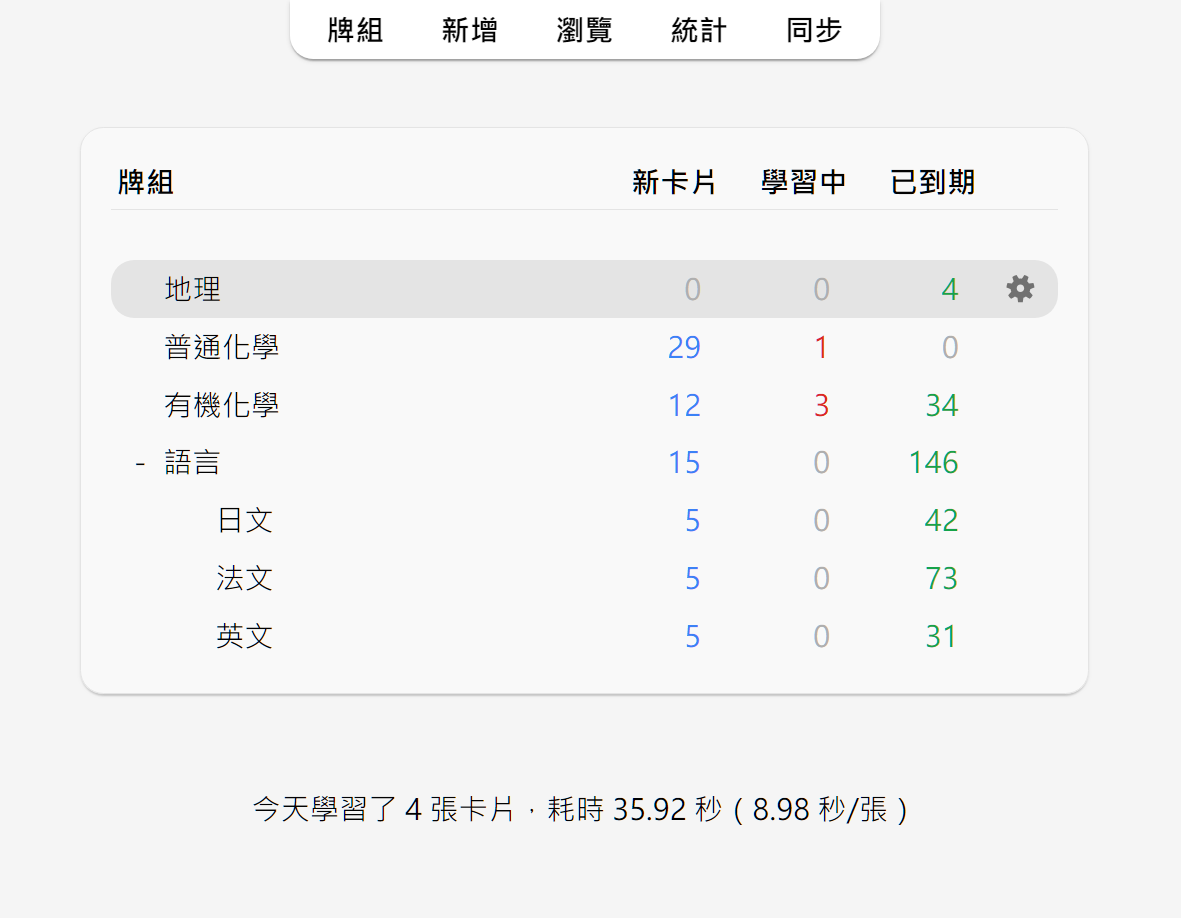 牌組 新增 瀏覽 統計 同步
牌組 新卡片 學習中 已到期
地理 0 0 4
普通化學 29 1 0
有機化學 12 3 34
- 語言 15 0 146
日文 5 0 42
法文 5 0 73
英文 5 0 31
今天學習了 4 張卡片，耗時 35.92 秒（8.98 秒/張）